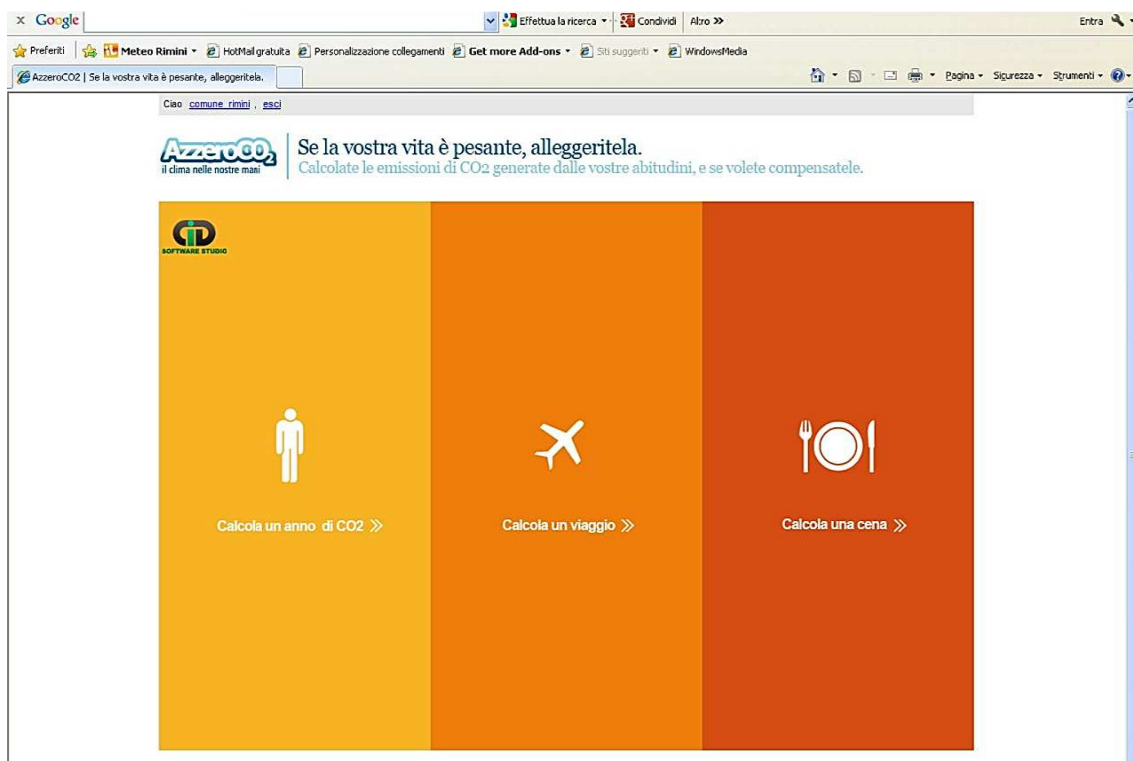 x Google Effettua la ricerca Condividi Altro » Entra
Preferiti Meteo Rimini HotMail gratuita Personalizzazione collegamenti Get more Add-ons Siti suggeriti WindowsMedia
AzzeroCO2 | Se la vostra vita è pesante, alleggeritela. Pagina Sicurezza Strumenti
Ciao comune rimini , esci
AzzeroCO2 Se la vostra vita è pesante, alleggeritela.
il clima nelle nostre mani Calcolate le emissioni di CO2 generate dalle vostre abitudini, e se volete compensatele.
CiD
SOFTWARE STUDIO
Calcola un anno di CO2 » Calcola un viaggio » Calcola una cena »